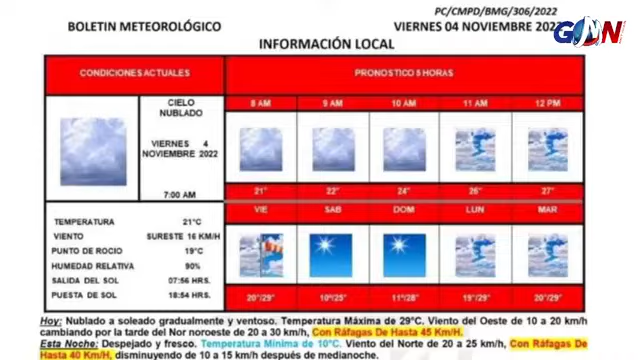 PC/CMPD/BMG/306/2022
BOLETIN METEOROLÓGICO
VIERNES 04 NOVIEMBRE 202
GNN
INFORMACIÓN LOCAL
CONDICIONES ACTUALES
PRONOSTICO 5 HORAS
CIELO NUBLADO
VIERNES 4 NOVIEMBRE 2022
7:00 AM
8 AM 9 AM 10 AM 11 AM 12 PM
21° 22° 24° 26° 27°
TEMPERATURA 21°C
VIENTO SURESTE 16 KM/H
PUNTO DE ROCIO 19°C
HUMEDAD RELATIVA 90%
SALIDA DEL SOL 07:56 HRS.
PUESTA DE SOL 18:54 HRS.
VIE SAB DOM LUN MAR
20°/29° 10°/25° 11°/28° 19°/29° 20°/29°
Hoy: Nublado a soleado gradualmente y ventoso. Temperatura Máxima de 29°C. Viento del Oeste de 10 a 20 km/h
cambiando por la tarde del Nor noroeste de 20 a 30 km/h, Con Ráfagas De Hasta 45 Km/H.
Esta Noche: Despejado y fresco. Temperatura Mínima de 10°C. Viento del Norte de 20 a 25 km/h, Con Ráfagas De
Hasta 40 Km/H, disminuyendo de 10 a 15 km/h después de medianoche.